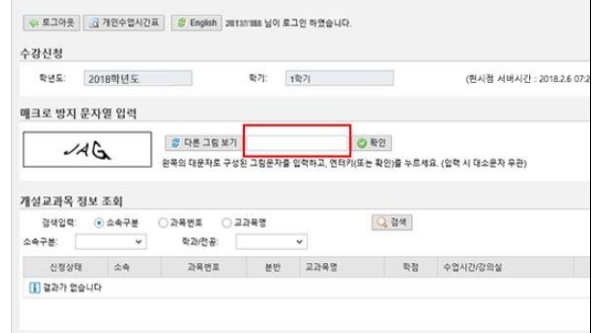 로그아웃 개인수업시간표 English 님이 로그인 하였습니다.
수강신청
학년도: 2018학년도 학기: 1학기 (현시점 서버시간 : 2018.2.6 07:2
매크로 방지 문자열 입력
JAG 다른 그림 보기 확인
왼쪽의 대문자로 구성된 그림문자를 입력하고, 엔터키(또는 확인)를 누르세요. (입력 시 대소문자 무관)
개설교과목 정보 조회
검색입력: 소속구분 과목번호 교과목명 검색
소속구분: 학과/전공:
신청상태 소속 과목번호 분반 교과목명 학점 수업시간/강의실
결과가 없습니다